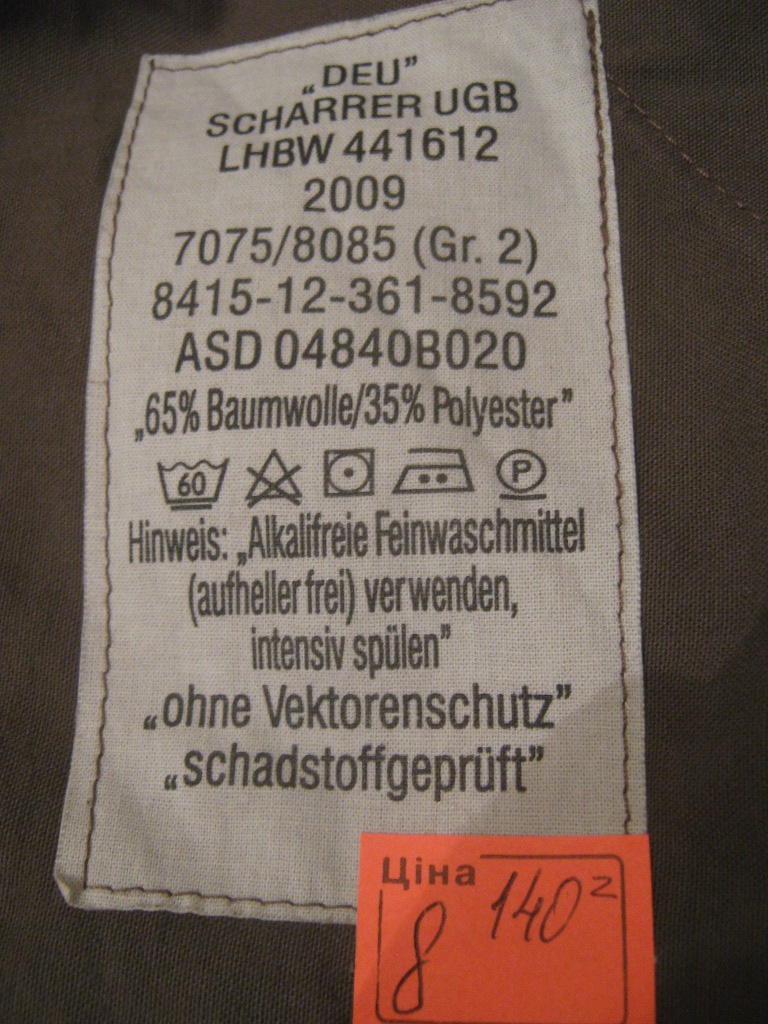 „DEU”
SCHARRER UGB
LHBW 441612
2009
7075/8085 (Gr. 2)
8415-12-361-8592
ASD 04840B020
„65% Baumwolle/35% Polyester”
60 P
Hinweis: „Alkalifreie Feinwaschmittel
(aufheller frei) verwenden,
intensiv spülen”
„ohne Vektorenschutz”
„schadstoffgeprüft”
Ціна
8 140 г